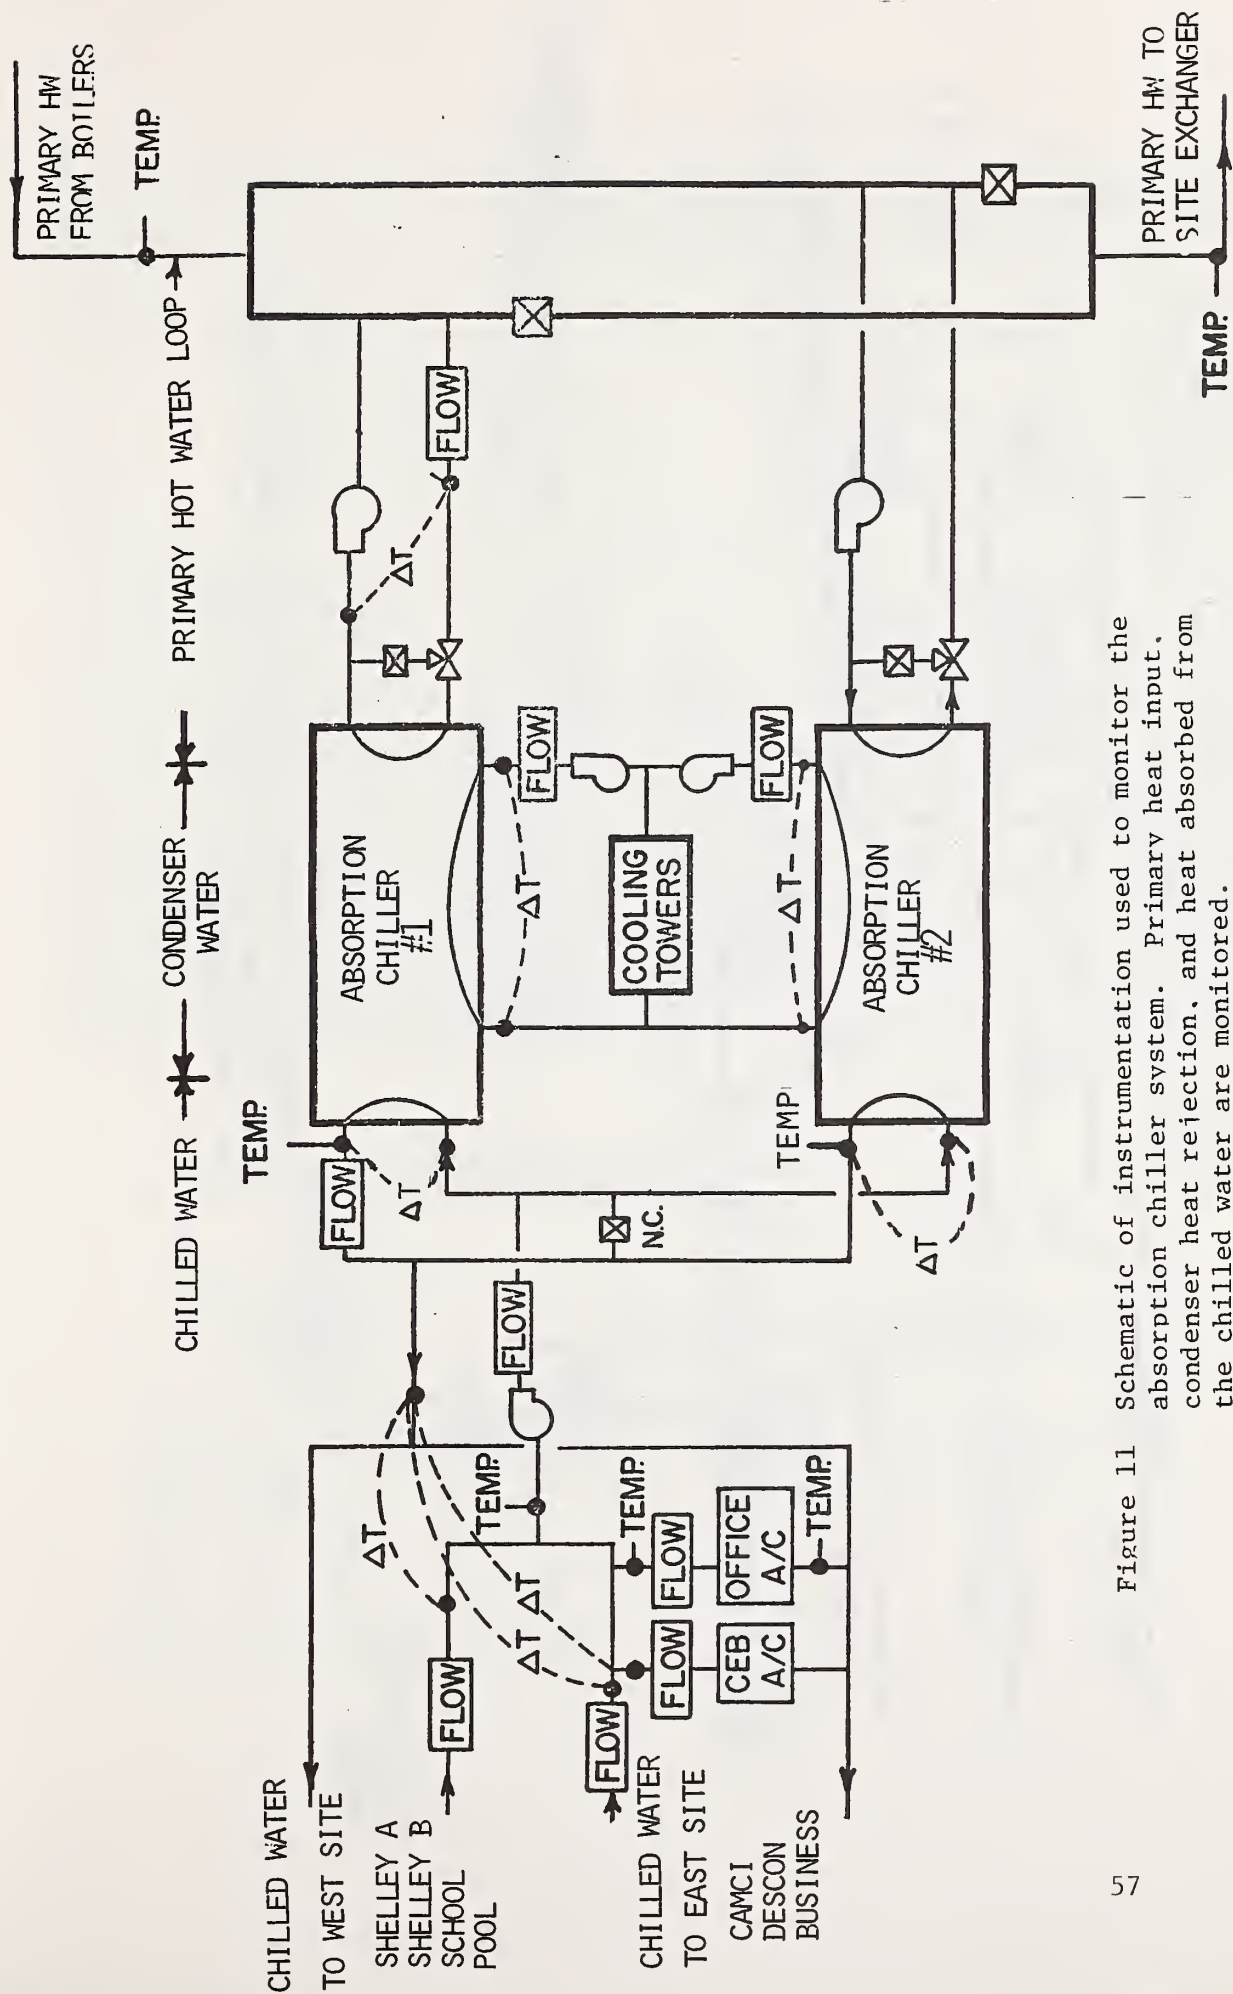 CHILLED WATER
CONDENSER
WATER
PRIMARY HOT WATER LOOP
PRIMARY HW
FROM BOILERS
TEMP.
CHILLED WATER
TO WEST SITE
SHELLEY A
SHELLEY B
SCHOOL
POOL
FLOW
ΔT
TEMP.
FLOW
ΔT
ΔT
FLOW
CHILLED WATER
TO EAST SITE
CAMCI
DESCON
BUSINESS
FLOW
CEB
A/C
TEMP.
FLOW
OFFICE
A/C
TEMP.
TEMP.
FLOW
ΔT
N.C.
TEMP
ΔT
ABSORPTION
CHILLER
#1
ΔT
FLOW
COOLING
TOWERS
FLOW
ΔT
ABSORPTION
CHILLER
#2
ΔT
FLOW
PRIMARY HW TO
SITE EXCHANGER
TEMP.
Figure 11 Schematic of instrumentation used to monitor the
absorption chiller system. Primary heat input,
condenser heat rejection, and heat absorbed from
the chilled water are monitored.
57